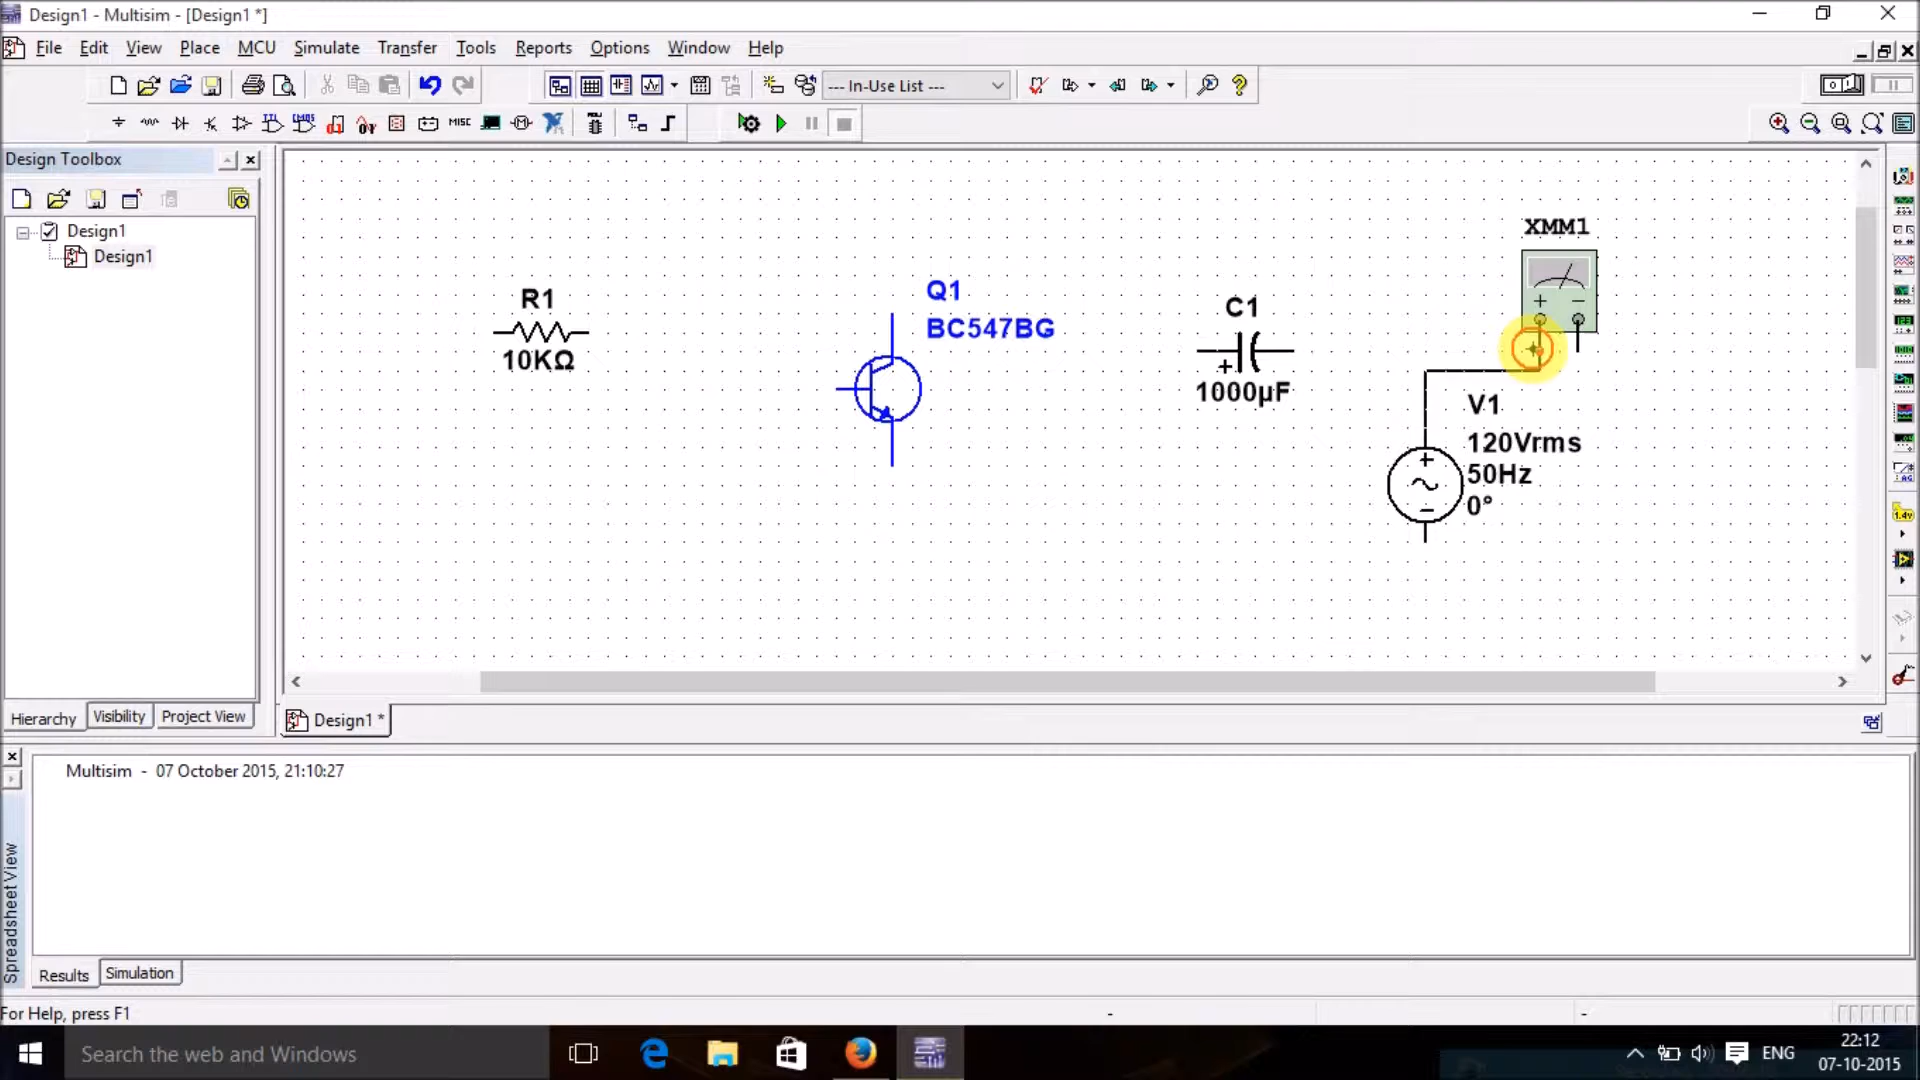 Design1 - Multisim - [Design1 *]
File Edit View Place MCU Simulate Transfer Tools Reports Options Window Help
--- In-Use List ---
MISC
Design Toolbox
Design1
Design1
R1
10KΩ
Q1
BC547BG
C1
+
1000µF
XMM1
+ −
V1
120Vrms
50Hz
0°
Hierarchy Visibility Project View
Design1 *
Multisim - 07 October 2015, 21:10:27
Spreadsheet View
Results Simulation
For Help, press F1
- -
Search the web and Windows
ENG
22:12
07-10-2015